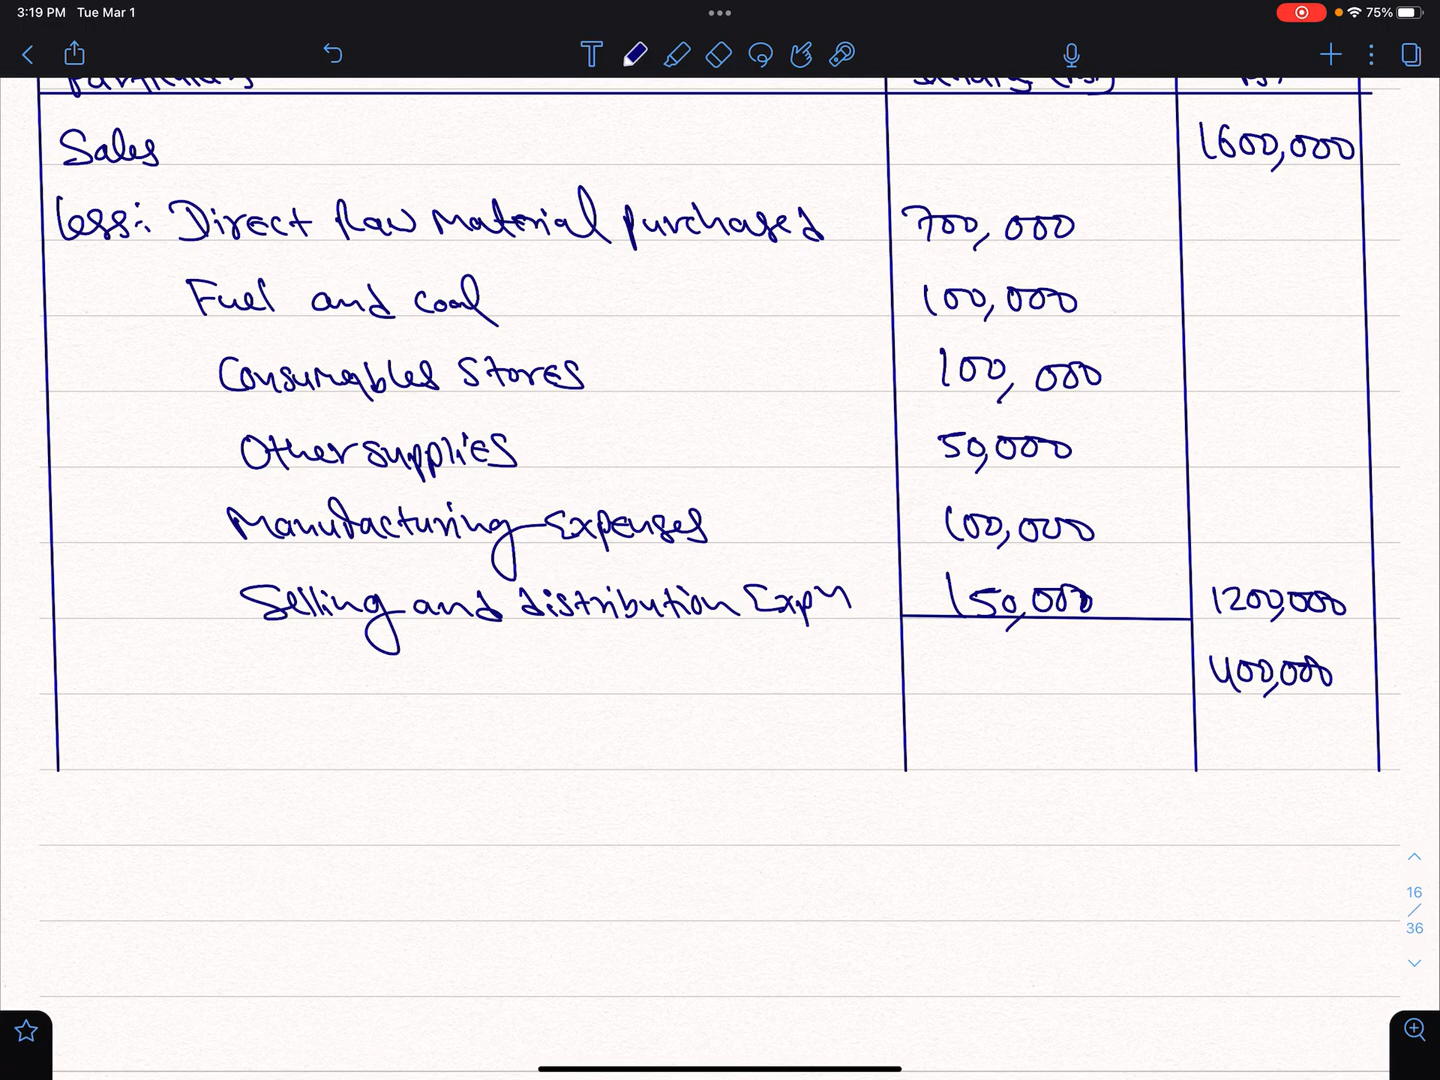 3:19 PM Tue Mar 1 75%
T
Particulars
Sales 1600,000
less: Direct Raw Material purchased 700,000
Fuel and coal 100,000
Consumables Stores 100,000
Other supplies 50,000
Manufacturing Expenses 100,000
Selling and distribution Expn 150,000 1200,000
400,000
16
/
36